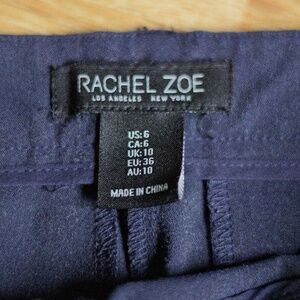 RACHEL ZOE
LOS ANGELES NEW YORK
US:6
CA:6
UK:10
EU:36
AU:10
MADE IN CHINA